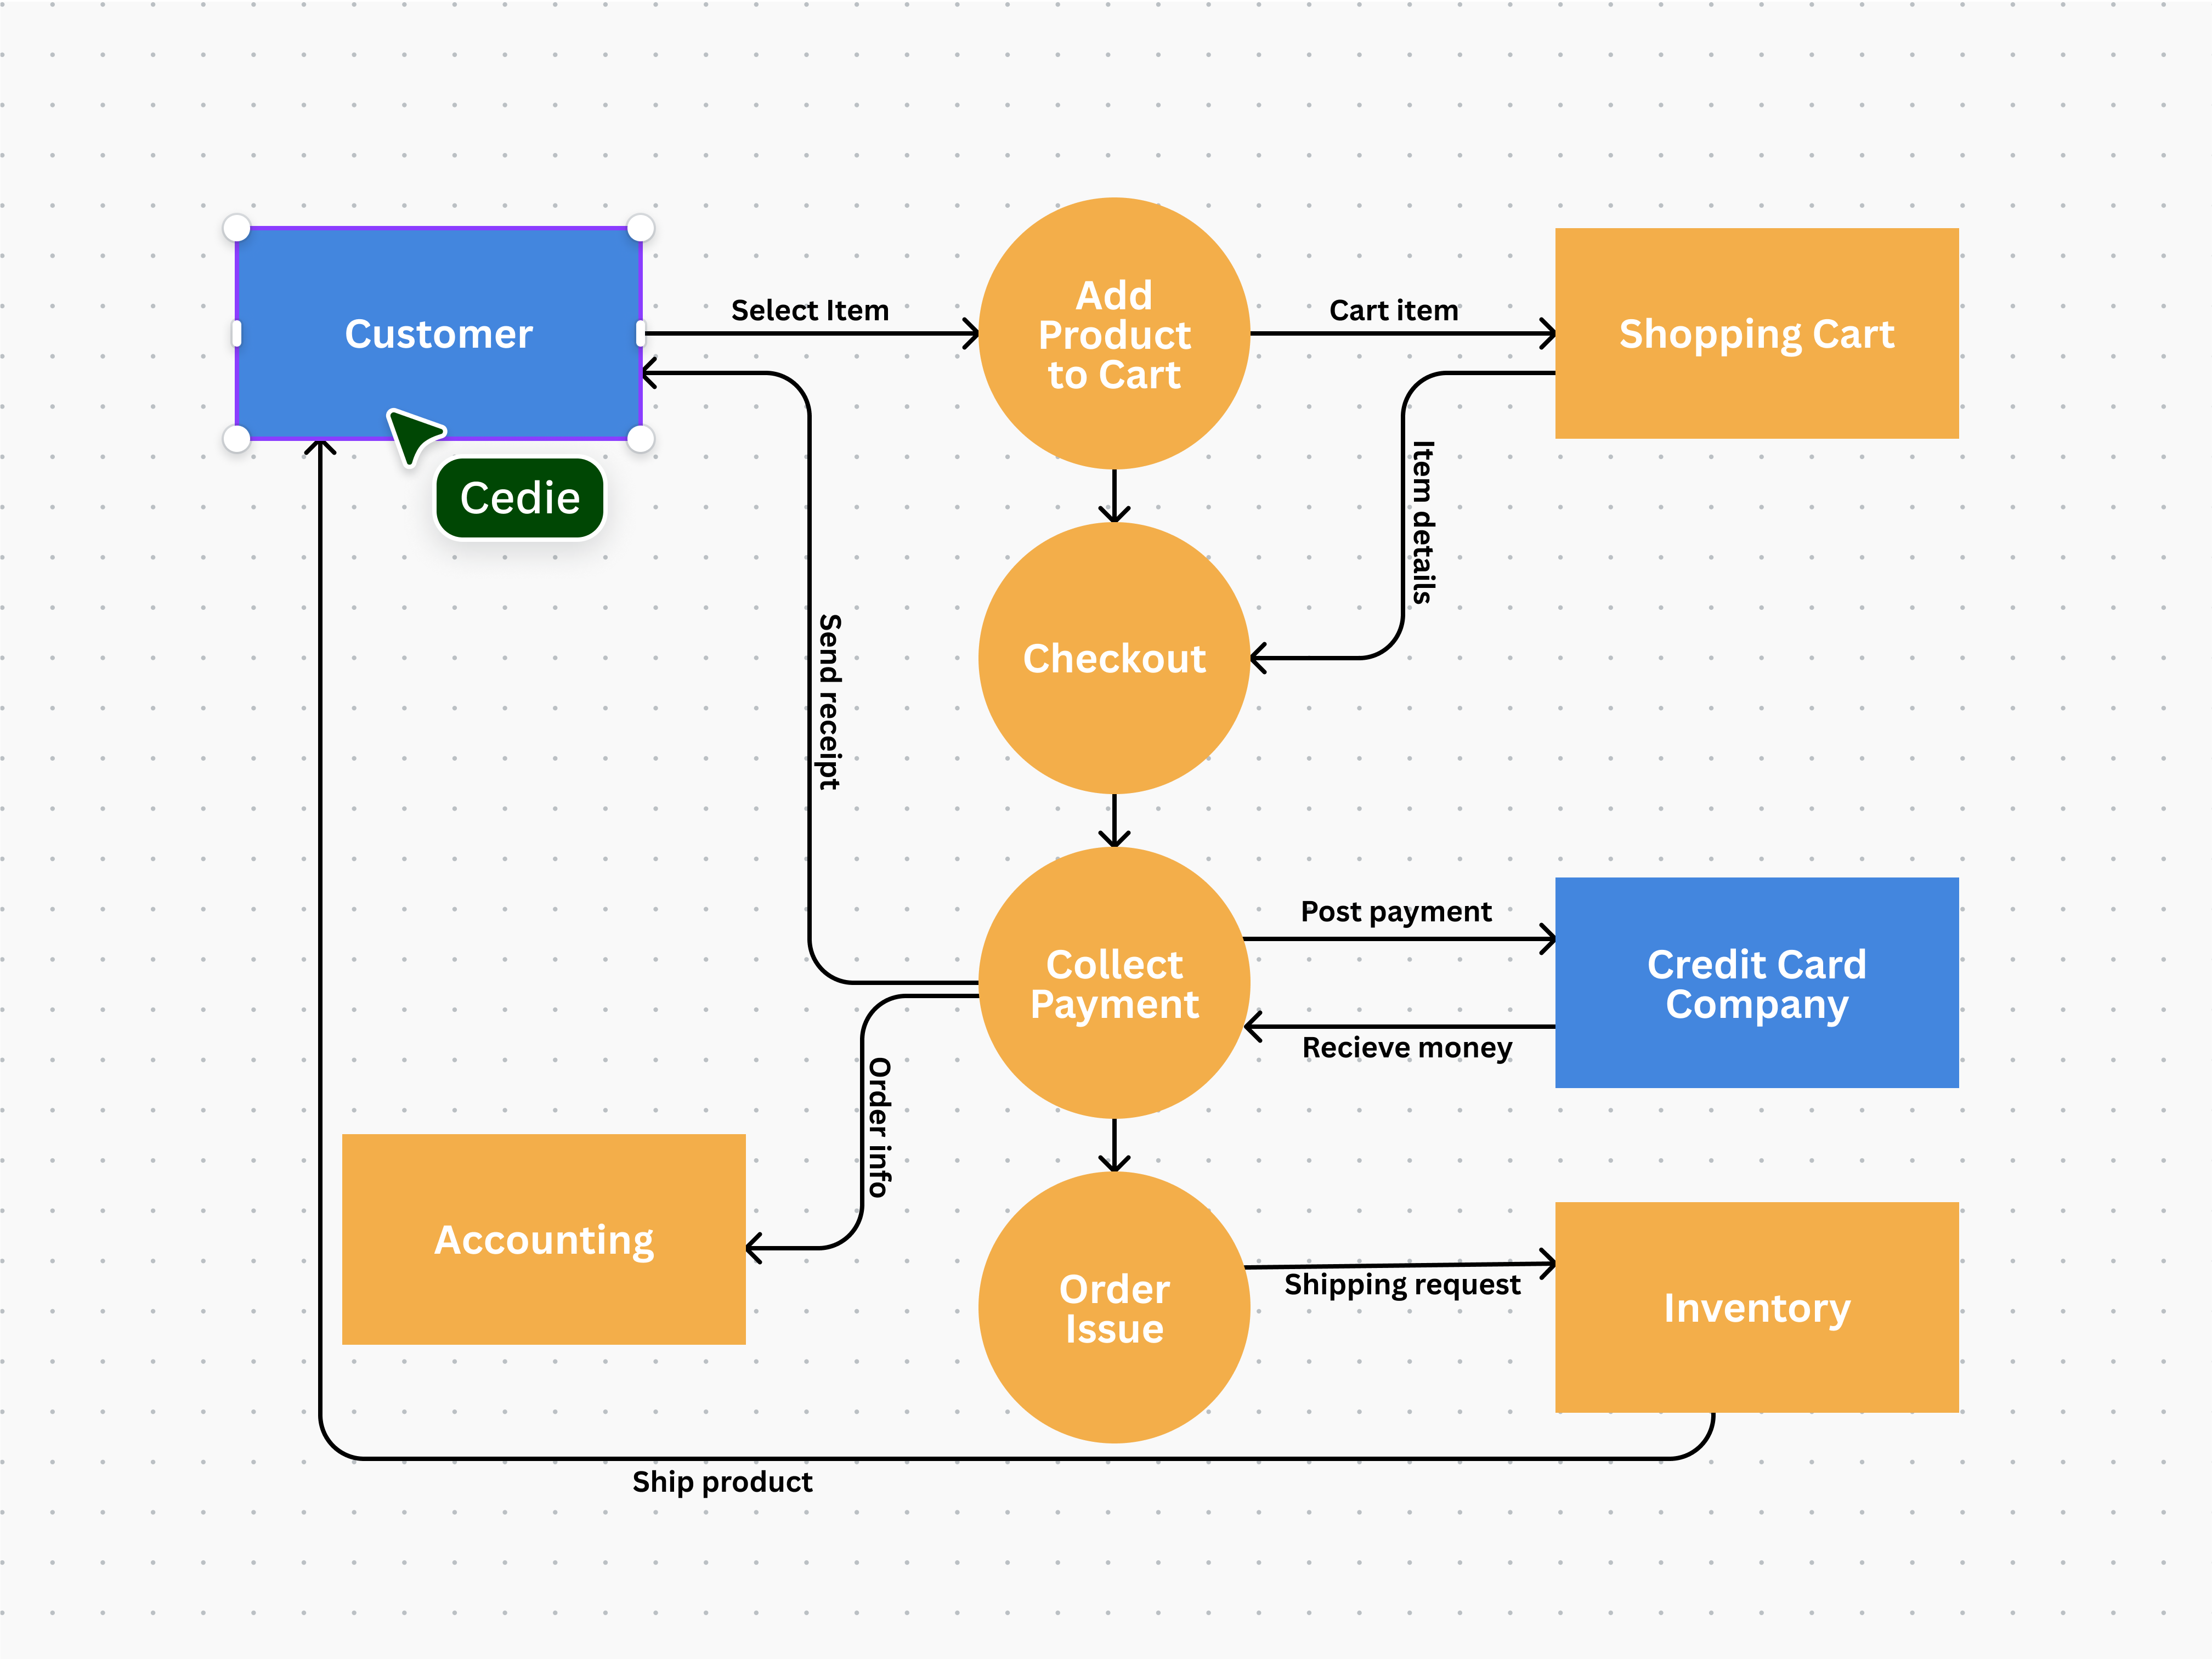 Customer
Select Item
Add
Product
to Cart
Cart item
Shopping Cart
Cedie
Item details
Checkout
Send receipt
Post payment
Collect
Payment
Credit Card
Company
Recieve money
Order info
Accounting
Order
Issue
Shipping request
Inventory
Ship product